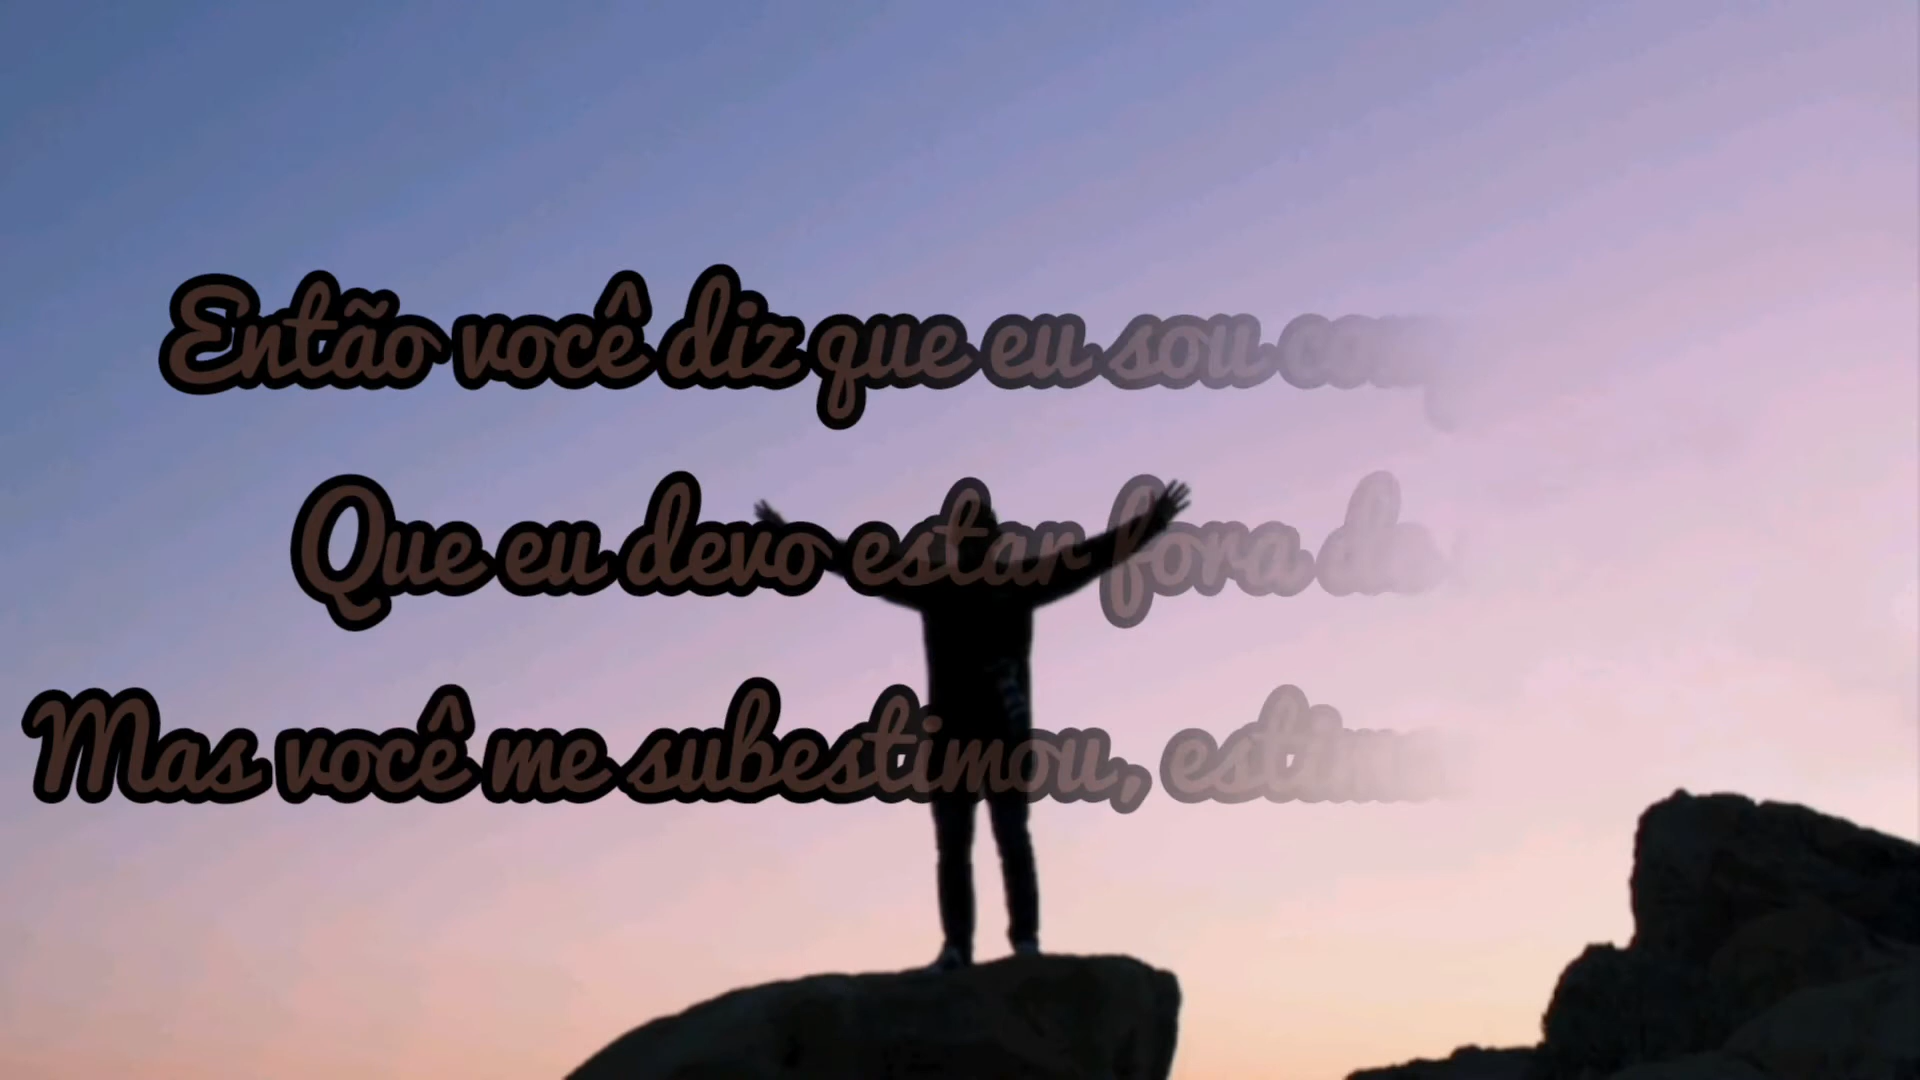 Então você diz que eu sou
Que eu devo estar fora
Mas você me subestimou,